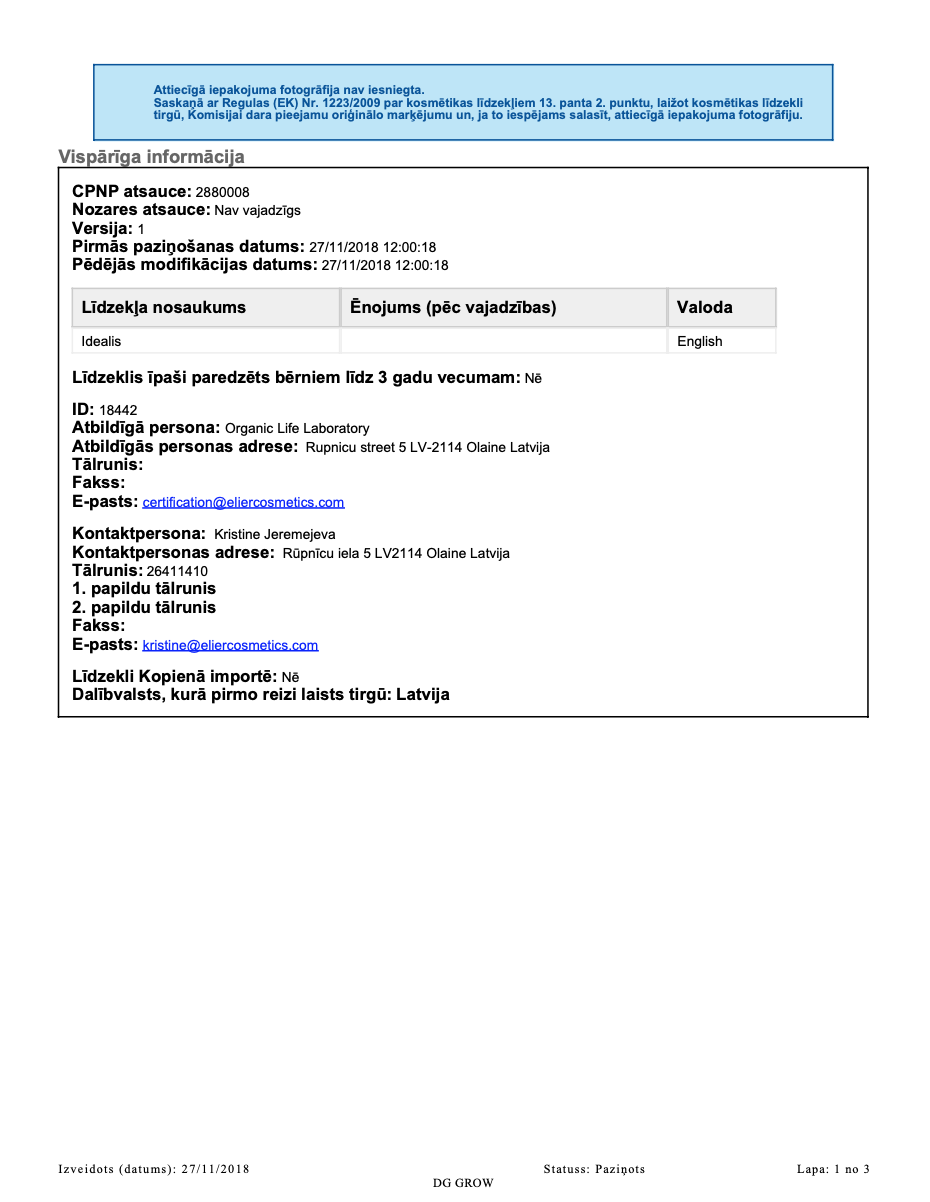 Attiecīgā iepakojuma fotogrāfija nav iesniegta.
Saskaņā ar Regulas (EK) Nr. 1223/2009 par kosmētikas līdzekļiem 13. panta 2. punktu, laižot kosmētikas līdzekli
tirgū, Komisijai dara pieejamu oriģinālo marķējumu un, ja to iespējams salasīt, attiecīgā iepakojuma fotogrāfiju.
Vispārīga informācija
CPNP atsauce: 2880008
Nozares atsauce: Nav vajadzīgs
Versija: 1
Pirmās paziņošanas datums: 27/11/2018 12:00:18
Pēdējās modifikācijas datums: 27/11/2018 12:00:18
Līdzekļa nosaukums Ēnojums (pēc vajadzības) Valoda
Idealis English
Līdzeklis īpaši paredzēts bērniem līdz 3 gadu vecumam: Nē
ID: 18442
Atbildīgā persona: Organic Life Laboratory
Atbildīgās personas adrese: Rupnicu street 5 LV-2114 Olaine Latvija
Tālrunis:
Fakss:
E-pasts: certification@eliercosmetics.com
Kontaktpersona: Kristine Jeremejeva
Kontaktpersonas adrese: Rūpnīcu iela 5 LV2114 Olaine Latvija
Tālrunis: 26411410
1. papildu tālrunis
2. papildu tālrunis
Fakss:
E-pasts: kristine@eliercosmetics.com
Līdzekli Kopienā importē: Nē
Dalībvalsts, kurā pirmo reizi laists tirgū: Latvija
Izveidots (datums): 27/11/2018 Statuss: Paziņots Lapa: 1 no 3
DG GROW